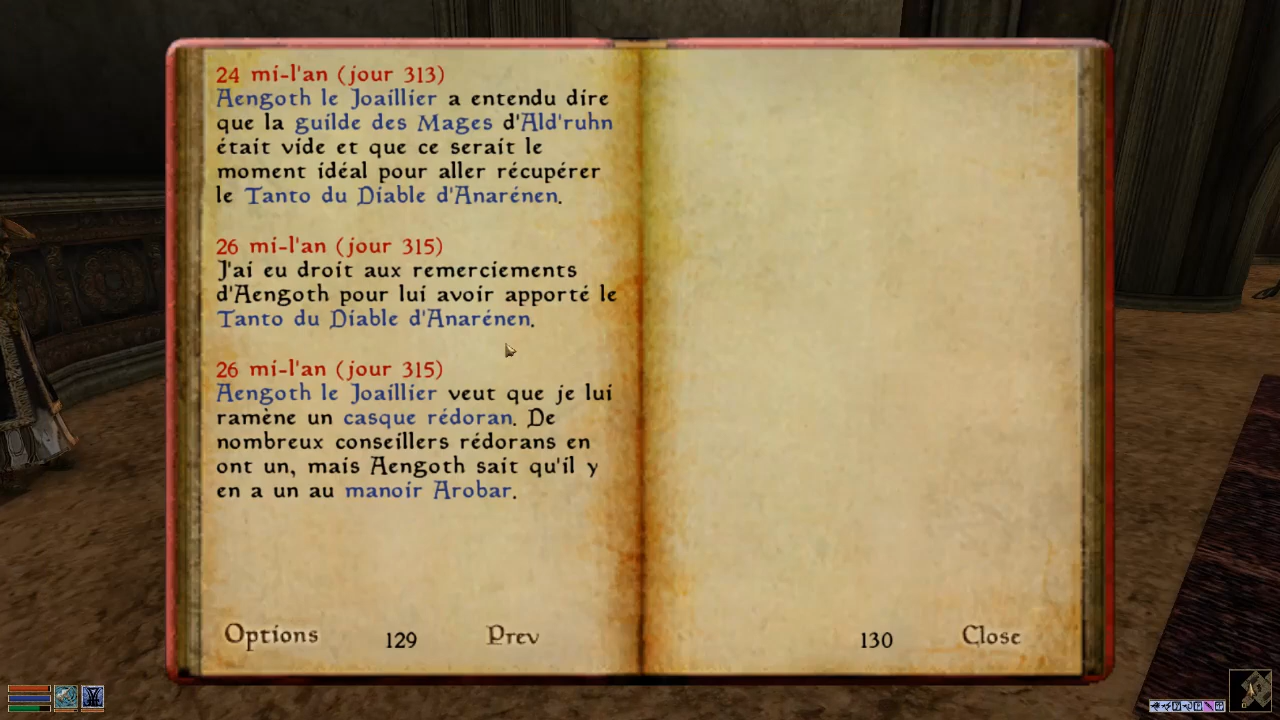 24 mi-l'an (jour 313)
Aengoth le Joaillier a entendu dire
que la guilde des Mages d'Ald'ruhn
était vide et que ce serait le
moment idéal pour aller récupérer
le Tanto du Diable d'Anarénen.
26 mi-l'an (jour 315)
J'ai eu droit aux remerciements
d'Aengoth pour lui avoir apporté le
Tanto du Diable d'Anarénen.
26 mi-l'an (jour 315)
Aengoth le Joaillier veut que je lui
ramène un casque rédoran. De
nombreux conseillers rédorans en
ont un, mais Aengoth sait qu'il y
en a un au manoir Arobar.
Options 129 Prev 130 Close